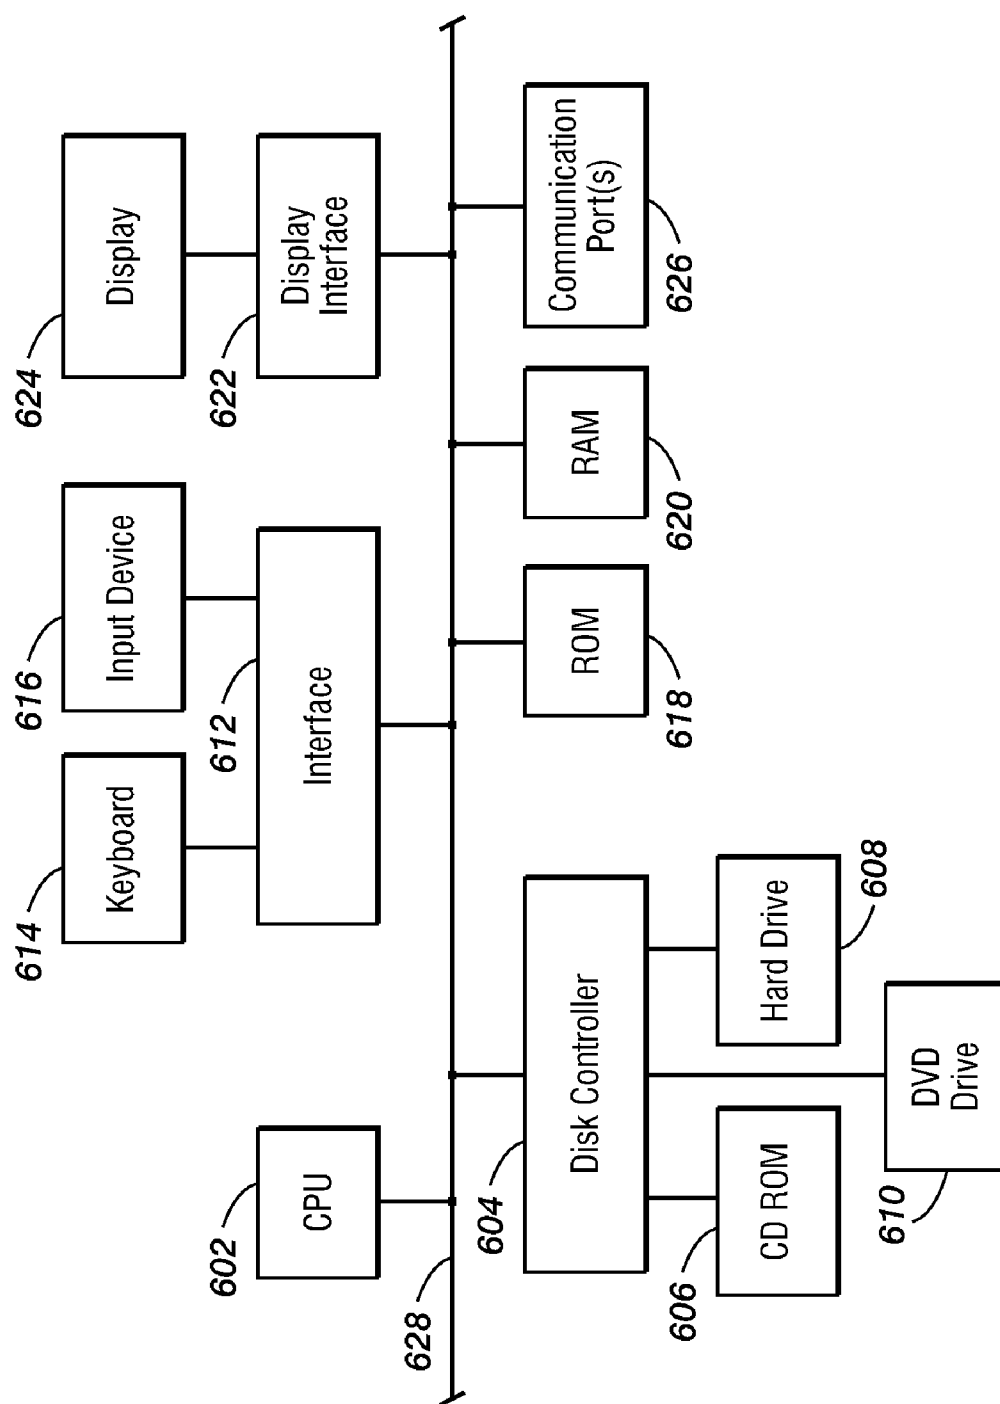 614
Keyboard
616
Input Device
624
Display
602
CPU
612
Interface
622
Display
Interface
628
604
Disk Controller
618
ROM
620
RAM
626
Communication
Port(s)
606
CD ROM
608
Hard Drive
610
DVD
Drive